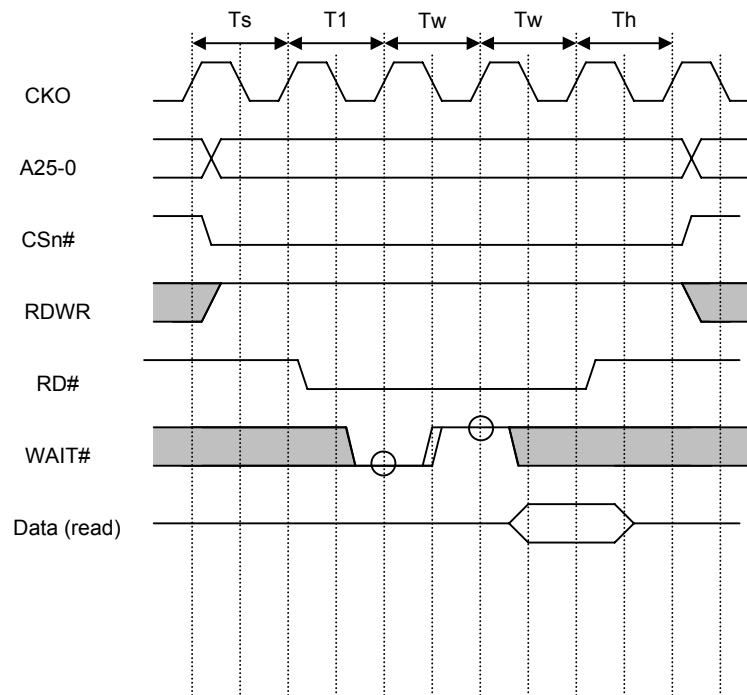 Ts T1 Tw Tw Th
CKO
A25-0
CSn#
RDWR
RD#
WAIT#
Data (read)